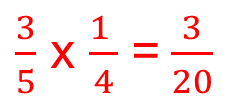 3/5 x 1/4 = 3/20